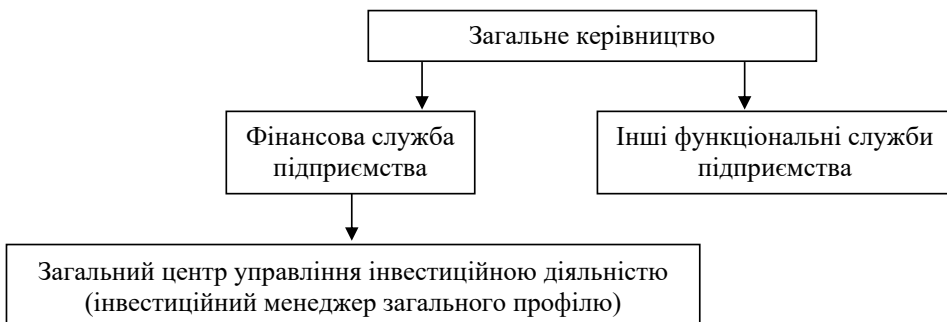 Загальне керівництво
Фінансова служба
підприємства
Інші функціональні служби
підприємства
Загальний центр управління інвестиційною діяльністю
(інвестиційний менеджер загального профілю)